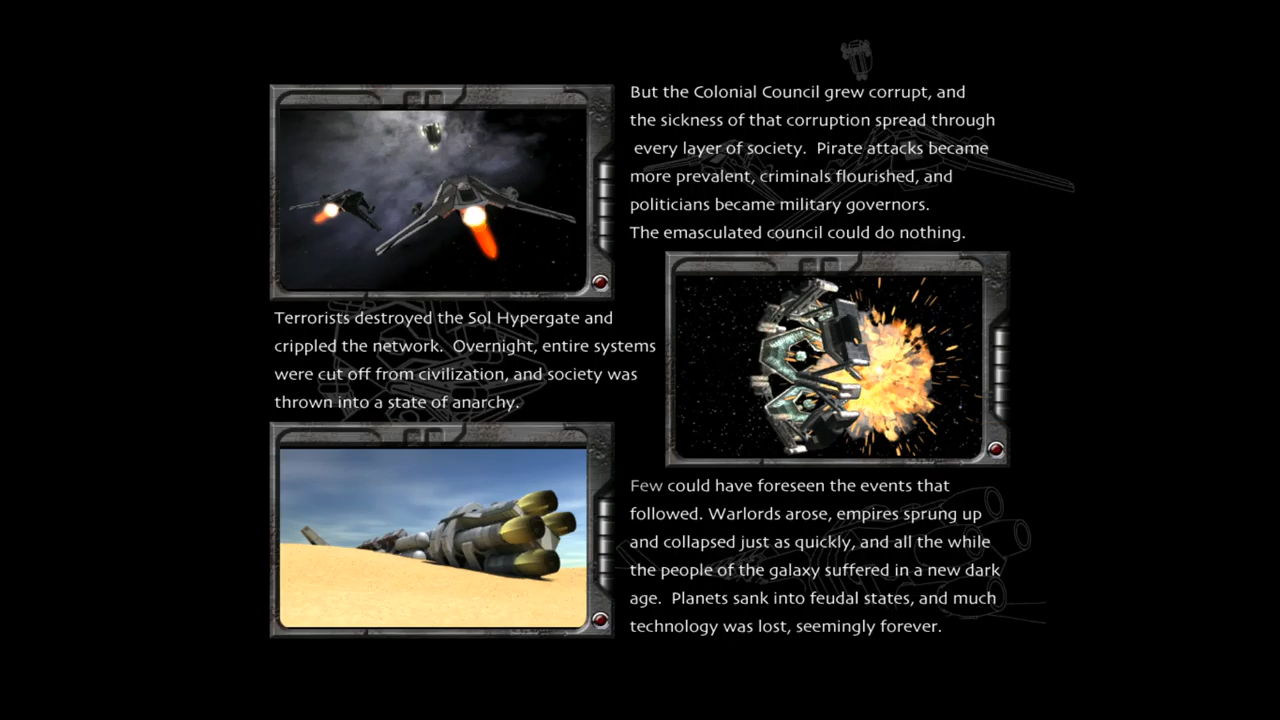 But the Colonial Council grew corrupt, and
the sickness of that corruption spread through
every layer of society.  Pirate attacks became
more prevalent, criminals flourished, and
politicians became military governors.
The emasculated council could do nothing.
Terrorists destroyed the Sol Hypergate and
crippled the network.  Overnight, entire systems
were cut off from civilization, and society was
thrown into a state of anarchy.
Few could have foreseen the events that
followed. Warlords arose, empires sprung up
and collapsed just as quickly, and all the while
the people of the galaxy suffered in a new dark
age.  Planets sank into feudal states, and much
technology was lost, seemingly forever.